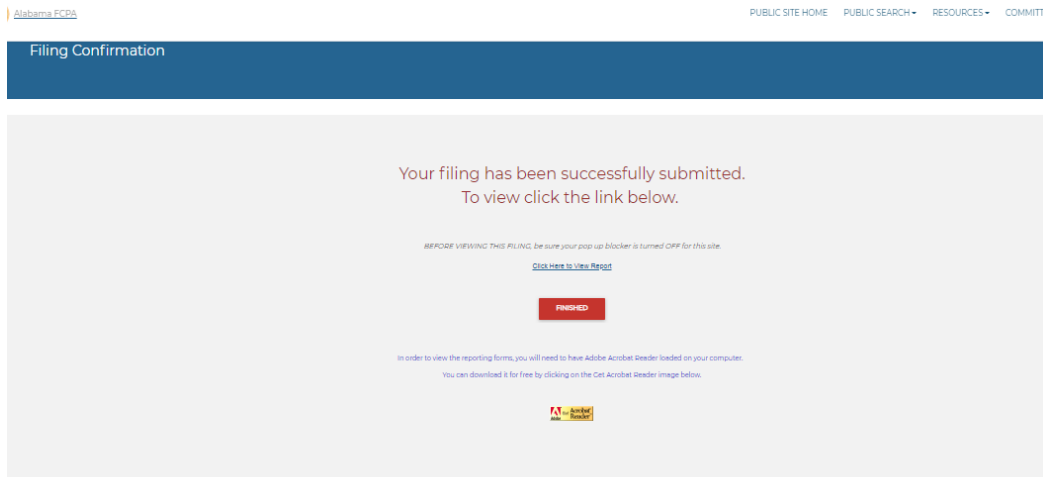 Alabama FCPA
PUBLIC SITE HOME PUBLIC SEARCH RESOURCES COMMITT
Filing Confirmation
Your filing has been successfully submitted.
To view click the link below.
BEFORE VIEWING THIS FILING, be sure your pop up blocker is turned OFF for this site.
Click Here to View Report
FINISHED
In order to view the reporting forms, you will need to have Adobe Acrobat Reader loaded on your computer.
You can download it for free by clicking on the Get Acrobat Reader image below.
Adobe Get Acrobat Reader